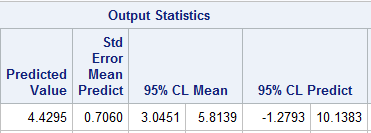 Output Statistics
Predicted Value Std Error Mean Predict 95% CL Mean 95% CL Predict
4.4295 0.7060 3.0451 5.8139 -1.2793 10.1383